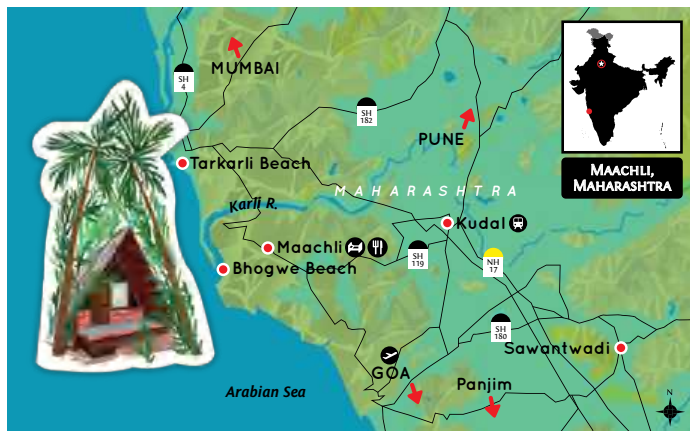 MUMBAI
SH
4
SH
182
PUNE
MAACHLI,
MAHARASHTRA
Tarkarli Beach
MAHARASHTRA
Karli R.
Kudal
Maachli
SH
119
NH
17
Bhogwe Beach
SH
180
Sawantwadi
GOA
Panjim
Arabian Sea
N